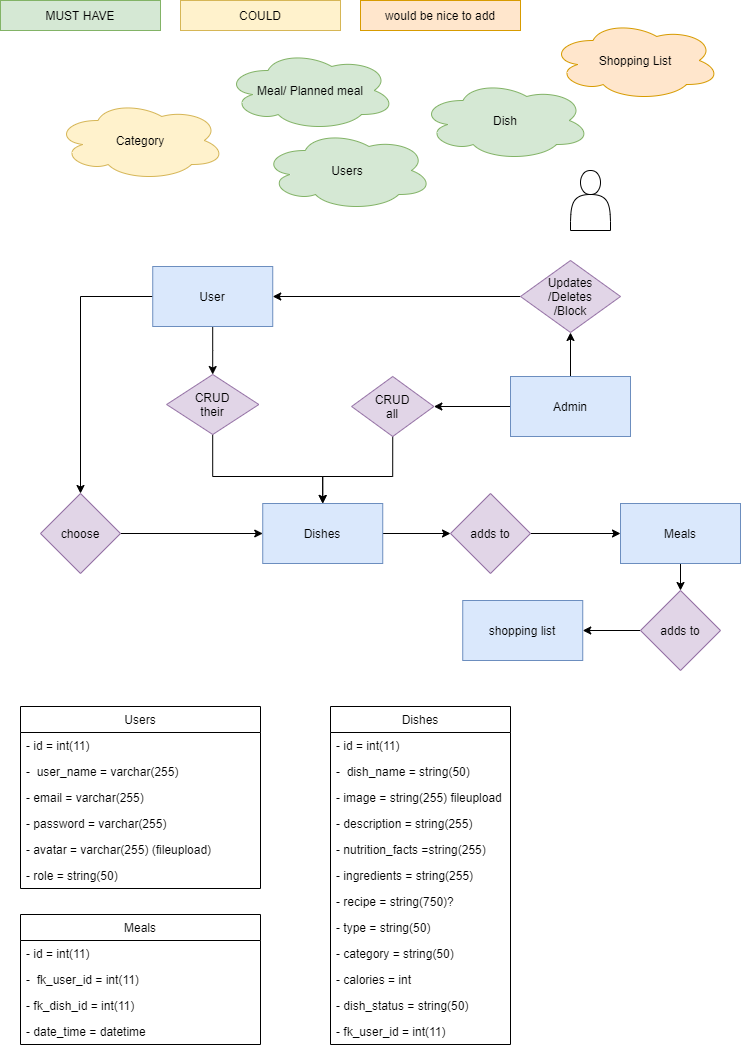 MUST HAVE
COULD
would be nice to add
Shopping List
Meal/ Planned meal
Dish
Category
Users
User
Updates
/Deletes
/Block
CRUD
their
CRUD
all
Admin
choose
Dishes
adds to
Meals
shopping list
adds to
Users
- id = int(11)
- user_name = varchar(255)
- email = varchar(255)
- password = varchar(255)
- avatar = varchar(255) (fileupload)
- role = string(50)
Meals
- id = int(11)
- fk_user_id = int(11)
- fk_dish_id = int(11)
- date_time = datetime
Dishes
- id = int(11)
- dish_name = string(50)
- image = string(255) fileupload
- description = string(255)
- nutrition_facts =string(255)
- ingredients = string(255)
- recipe = string(750)?
- type = string(50)
- category = string(50)
- calories = int
- dish_status = string(50)
- fk_user_id = int(11)